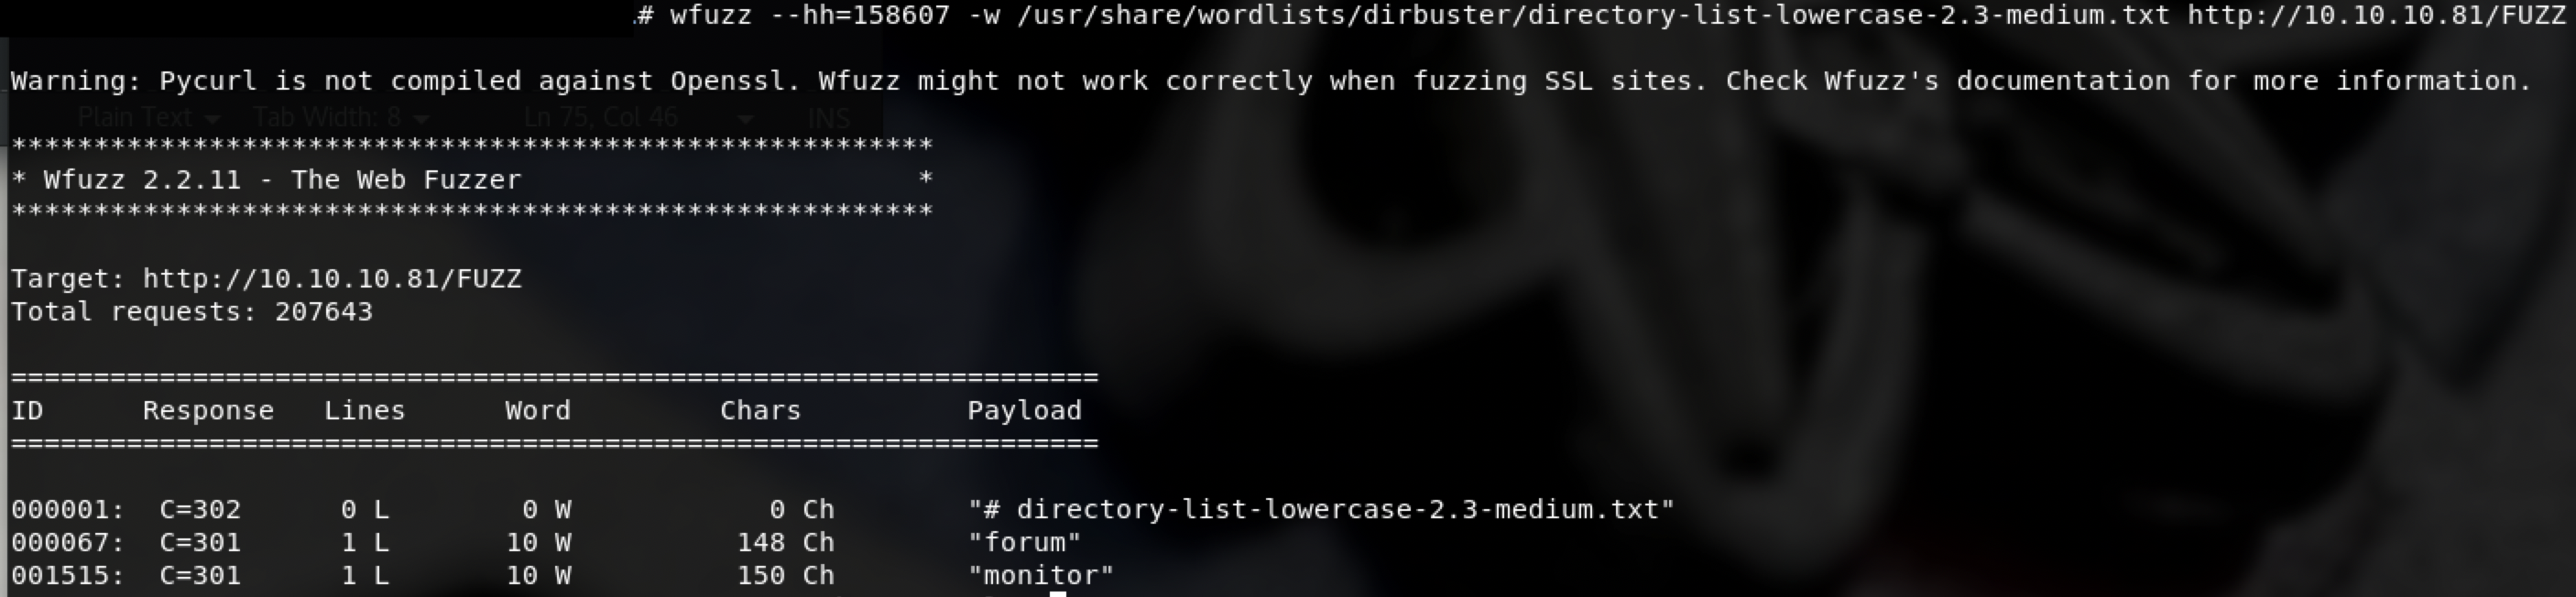 .# wfuzz --hh=158607 -w /usr/share/wordlists/dirbuster/directory-list-lowercase-2.3-medium.txt http://10.10.10.81/FUZZ
Warning: Pycurl is not compiled against Openssl. Wfuzz might not work correctly when fuzzing SSL sites. Check Wfuzz's documentation for more information.
Plain Text Tab Width: 8 Ln 75, Col 46 INS
********************************************************
* Wfuzz 2.2.11 - The Web Fuzzer                        *
********************************************************
Target: http://10.10.10.81/FUZZ
Total requests: 207643
==================================================================
ID      Response   Lines      Word         Chars          Payload
==================================================================
000001:  C=302      0 L        0 W            0 Ch        "# directory-list-lowercase-2.3-medium.txt"
000067:  C=301      1 L       10 W          148 Ch        "forum"
001515:  C=301      1 L       10 W          150 Ch        "monitor"